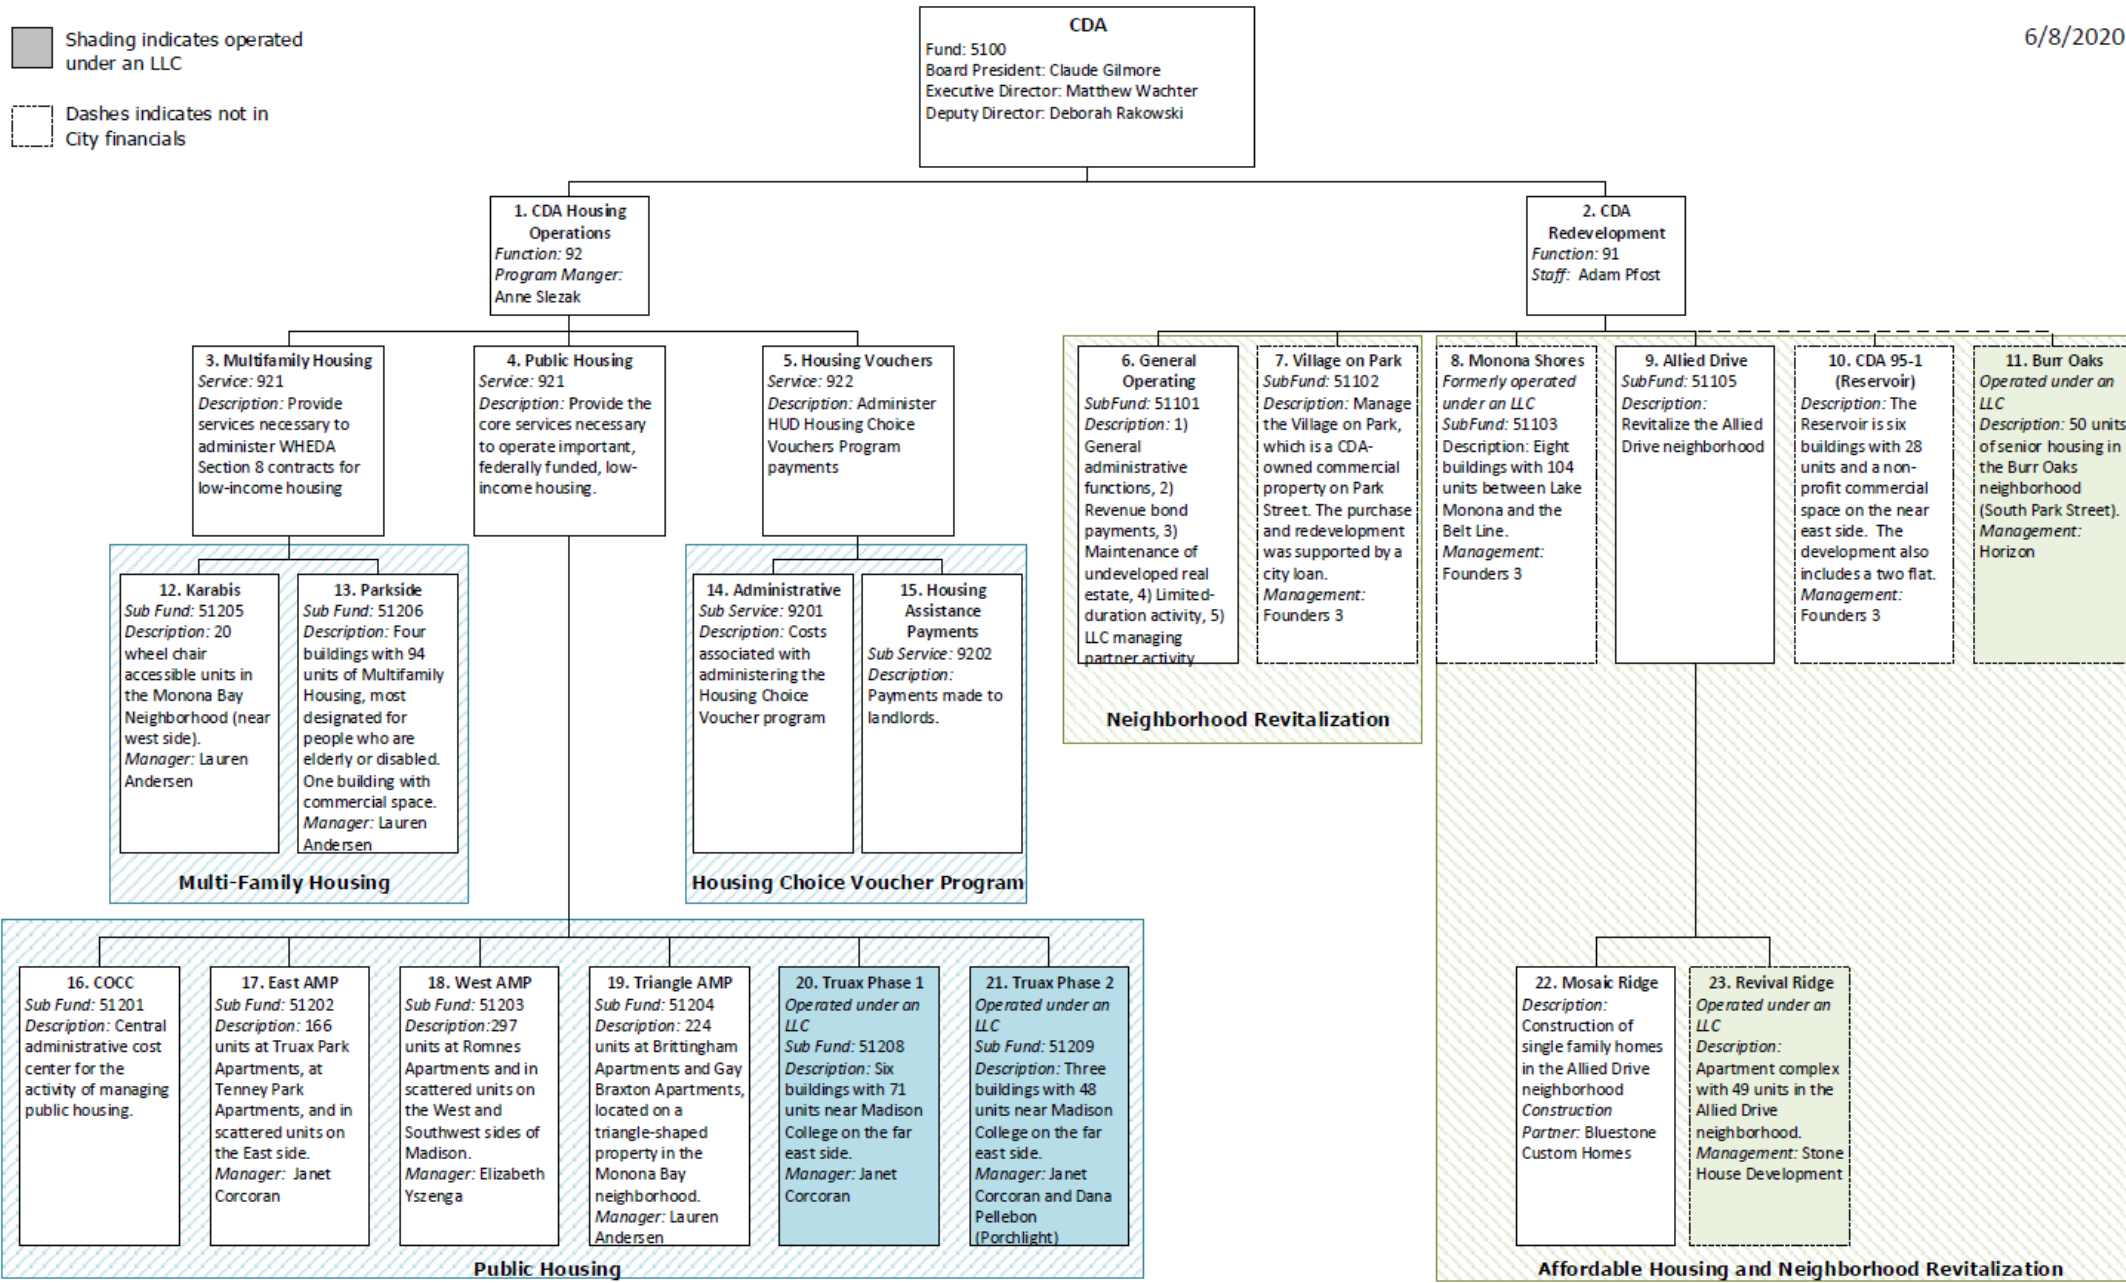 Shading indicates operated
under an LLC
Dashes indicates not in
City financials
6/8/2020
CDA
Fund: 5100
Board President: Claude Gilmore
Executive Director: Matthew Wachter
Deputy Director: Deborah Rakowski
1. CDA Housing
Operations
Function: 92
Program Manger:
Anne Slezak
2. CDA
Redevelopment
Function: 91
Staff: Adam Pfost
3. Multifamily Housing
Service: 921
Description: Provide
services necessary to
administer WHEDA
Section 8 contracts for
low-income housing
4. Public Housing
Service: 921
Description: Provide the
core services necessary
to operate important,
federally funded, low-
income housing.
5. Housing Vouchers
Service: 922
Description: Administer
HUD Housing Choice
Vouchers Program
payments
6. General
Operating
SubFund: 51101
Description: 1)
General
administrative
functions, 2)
Revenue bond
payments, 3)
Maintenance of
undeveloped real
estate, 4) Limited-
duration activity, 5)
LLC managing
partner activity
7. Village on Park
SubFund: 51102
Description: Manage
the Village on Park,
which is a CDA-
owned commercial
property on Park
Street. The purchase
and redevelopment
was supported by a
city loan.
Management:
Founders 3
8. Monona Shores
Formerly operated
under an LLC
SubFund: 51103
Description: Eight
buildings with 104
units between Lake
Monona and the
Belt Line.
Management:
Founders 3
9. Allied Drive
SubFund: 51105
Description:
Revitalize the Allied
Drive neighborhood
10. CDA 95-1
(Reservoir)
Description: The
Reservoir is six
buildings with 28
units and a non-
profit commercial
space on the near
east side. The
development also
includes a two flat.
Management:
Founders 3
11. Burr Oaks
Operated under an
LLC
Description: 50 units
of senior housing in
the Burr Oaks
neighborhood
(South Park Street).
Management:
Horizon
Neighborhood Revitalization
12. Karabis
Sub Fund: 51205
Description: 20
wheel chair
accessible units in
the Monona Bay
Neighborhood (near
west side).
Manager: Lauren
Andersen
13. Parkside
Sub Fund: 51206
Description: Four
buildings with 94
units of Multifamily
Housing, most
designated for
people who are
elderly or disabled.
One building with
commercial space.
Manager: Lauren
Andersen
Multi-Family Housing
14. Administrative
Sub Service: 9201
Description: Costs
associated with
administering the
Housing Choice
Voucher program
15. Housing
Assistance
Payments
Sub Service: 9202
Description:
Payments made to
landlords.
Housing Choice Voucher Program
16. COCC
Sub Fund: 51201
Description: Central
administrative cost
center for the
activity of managing
public housing.
17. East AMP
Sub Fund: 51202
Description: 166
units at Truax Park
Apartments, at
Tenney Park
Apartments, and in
scattered units on
the East side.
Manager: Janet
Corcoran
18. West AMP
Sub Fund: 51203
Description:297
units at Romnes
Apartments and in
scattered units on
the West and
Southwest sides of
Madison.
Manager: Elizabeth
Yszenga
19. Triangle AMP
Sub Fund: 51204
Description: 224
units at Brittingham
Apartments and Gay
Braxton Apartments,
located on a
triangle-shaped
property in the
Monona Bay
neighborhood.
Manager: Lauren
Andersen
20. Truax Phase 1
Operated under an
LLC
Sub Fund: 51208
Description: Six
buildings with 71
units near Madison
College on the far
east side.
Manager: Janet
Corcoran
21. Truax Phase 2
Operated under an
LLC
Sub Fund: 51209
Description: Three
buildings with 48
units near Madison
College on the far
east side.
Manager: Janet
Corcoran and Dana
Pellebon
(Porchlight)
Public Housing
22. Mosaic Ridge
Description:
Construction of
single family homes
in the Allied Drive
neighborhood
Construction
Partner: Bluestone
Custom Homes
23. Revival Ridge
Operated under an
LLC
Description:
Apartment complex
with 49 units in the
Allied Drive
neighborhood.
Management: Stone
House Development
Affordable Housing and Neighborhood Revitalization